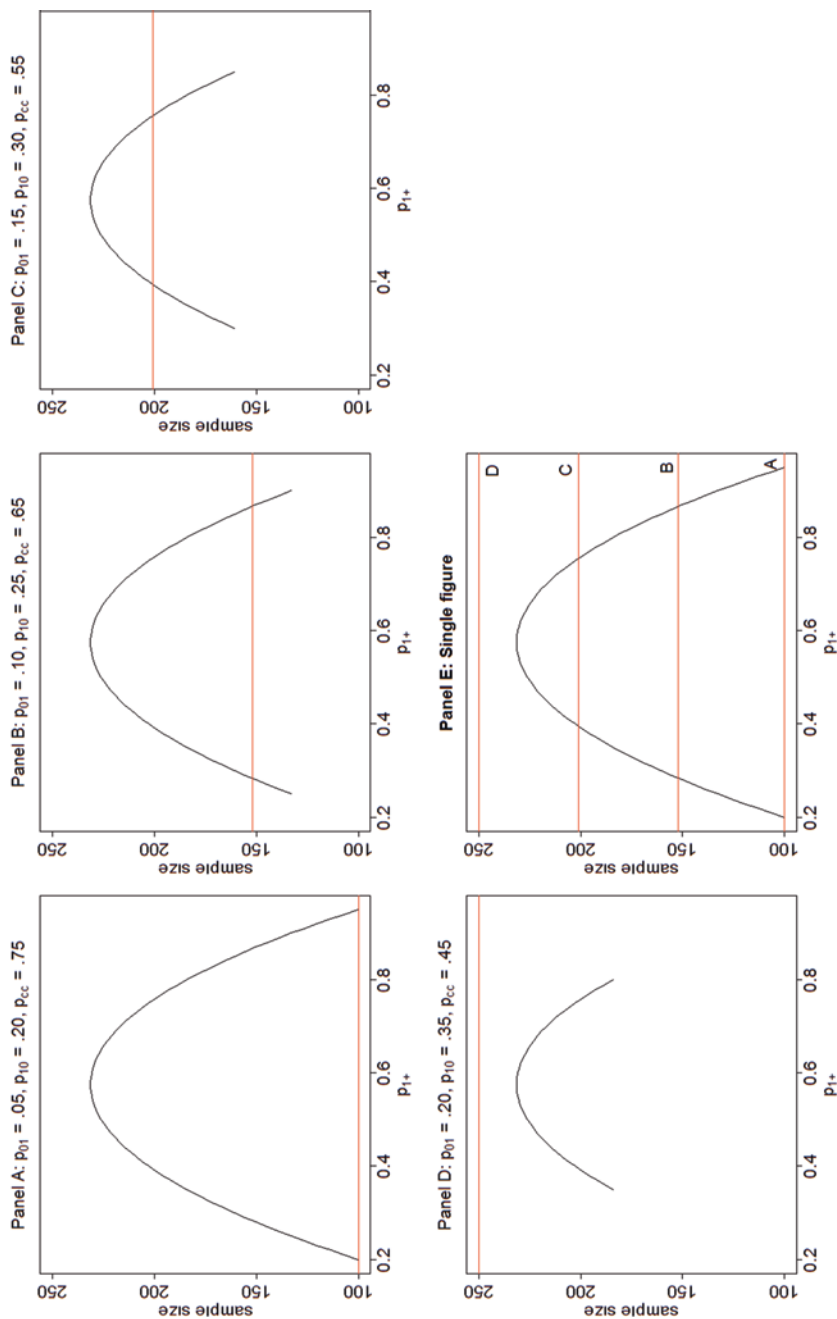 Panel A: p01 = .05, p10 = .20, pcc = .75
sample size
100 150 200 250
0.2 0.4 0.6 0.8
p1+
Panel B: p01 = .10, p10 = .25, pcc = .65
sample size
100 150 200 250
0.2 0.4 0.6 0.8
p1+
Panel C: p01 = .15, p10 = .30, pcc = .55
sample size
100 150 200 250
0.2 0.4 0.6 0.8
p1+
Panel D: p01 = .20, p10 = .35, pcc = .45
sample size
100 150 200 250
0.2 0.4 0.6 0.8
p1+
Panel E: Single figure
sample size
100 150 200 250
D
C
B
A
0.2 0.4 0.6 0.8
p1+